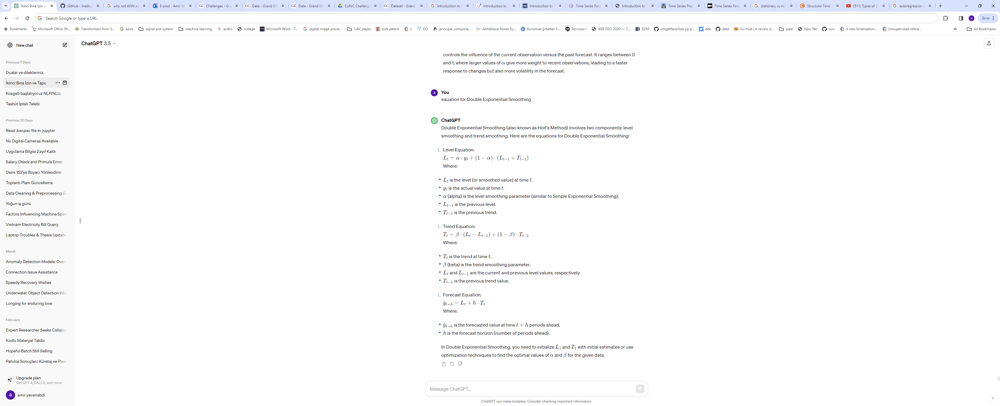 İkinci Bina İzin ve
GitHub - maduc
why not ANN an
E-post - Amir Ya
GC Challenges - Gra
GC Data - Grand Ch
GC Data - Grand Ch
CoNIC Challenge
GC Dataset - Grand
introduction to t
Introduction to T
Introduction to T
Time Series Fore
Introduction to T
Time Series Pred
Time Series Fore
stationary vs nor
Structural Time S
(511) Types of D
autoregression e
Search Google or type a URL
a
Error
Bookmarks
Microsoft Office 36...
Transformers from S...
adve
signal and system
machine learning
andro
voltage
Microsoft Word - T...
digital image proce...
UAV_paper
turk patent
c
DO
principal_compone...
Abhibhava Power Sy...
Kurumsal Şirketler Y...
Perculus+
IEEE SSCI 2020 — C...
EDM
insightface/loss.py a...
dee
data
Sci-Hub | A review o...
pipe
New Tab
surv
A new binarization...
Unsupervised refine...
All Bookmarks
New chat
ChatGPT 3.5
Previous 7 Days
Dualar ve dilekleriniz.
İkinci Bina İzin ve Tapu
Kosgeb başlatıyoruz NLP/NLU.
Taahüt İptali Talebi
Previous 30 Days
Read .bacpac file in Jupyter
No Digital Cameras Available
Uygulama Bilgisi Zayıf Kaldı
Salary Check and Primula Error.
Daire 152'ye Boyacı Yönlendirin
Toplantı Planı Güncelleme
Data Cleaning & Preprocessing Gu
Yoğun iş günü
Factors Influencing Machine Spee
Vietnam Electricity Bill Query
Laptop Troubles & Thesis Update
March
Anomaly Detection Models: Overv
Connection Issue Assistance
Speedy Recovery Wishes
Underwater Object Detection Inte
Longing for enduring love
February
Expert Researcher Seeks Collabor
Kodlu Materyal Takibi
Hopeful Batch Still Selling
Patoloji Sonuçları: Küretaj ve Plase
Upgrade plan
Get GPT-4, DALL·E, and more
a amir yavariabdi
controls the influence of the current observation versus the past forecast. It ranges between 0
and 1, where larger values of α give more weight to recent observations, leading to a faster
response to changes but also more volatility in the forecast.
a You
eauation for Double Exponential Smoothing
ChatGPT
Double Exponential Smoothing (also known as Holt's Method) involves two components: level
smoothing and trend smoothing. Here are the equations for Double Exponential Smoothing:
1. Level Equation:
L_t = α · y_t + (1 − α) · (L_{t−1} + T_{t−1})
Where:
• L_t is the level (or smoothed value) at time t.
• y_t is the actual value at time t.
• α (alpha) is the level smoothing parameter (similar to Simple Exponential Smoothing).
• L_{t−1} is the previous level.
• T_{t−1} is the previous trend.
1. Trend Equation:
T_t = β · (L_t − L_{t−1}) + (1 − β) · T_{t−1}
Where:
• T_t is the trend at time t.
• β (beta) is the trend smoothing parameter.
• L_t and L_{t−1} are the current and previous level values, respectively.
• T_{t−1} is the previous trend value.
1. Forecast Equation:
ŷ_{t+h} = L_t + h · T_t
Where:
• ŷ_{t+h} is the forecasted value at time t + h periods ahead.
• h is the forecast horizon (number of periods ahead).
In Double Exponential Smoothing, you need to initialize L_1 and T_1 with initial estimates or use
optimization techniques to find the optimal values of α and β for the given data.
Message ChatGPT...
ChatGPT can make mistakes. Consider checking important information.
?